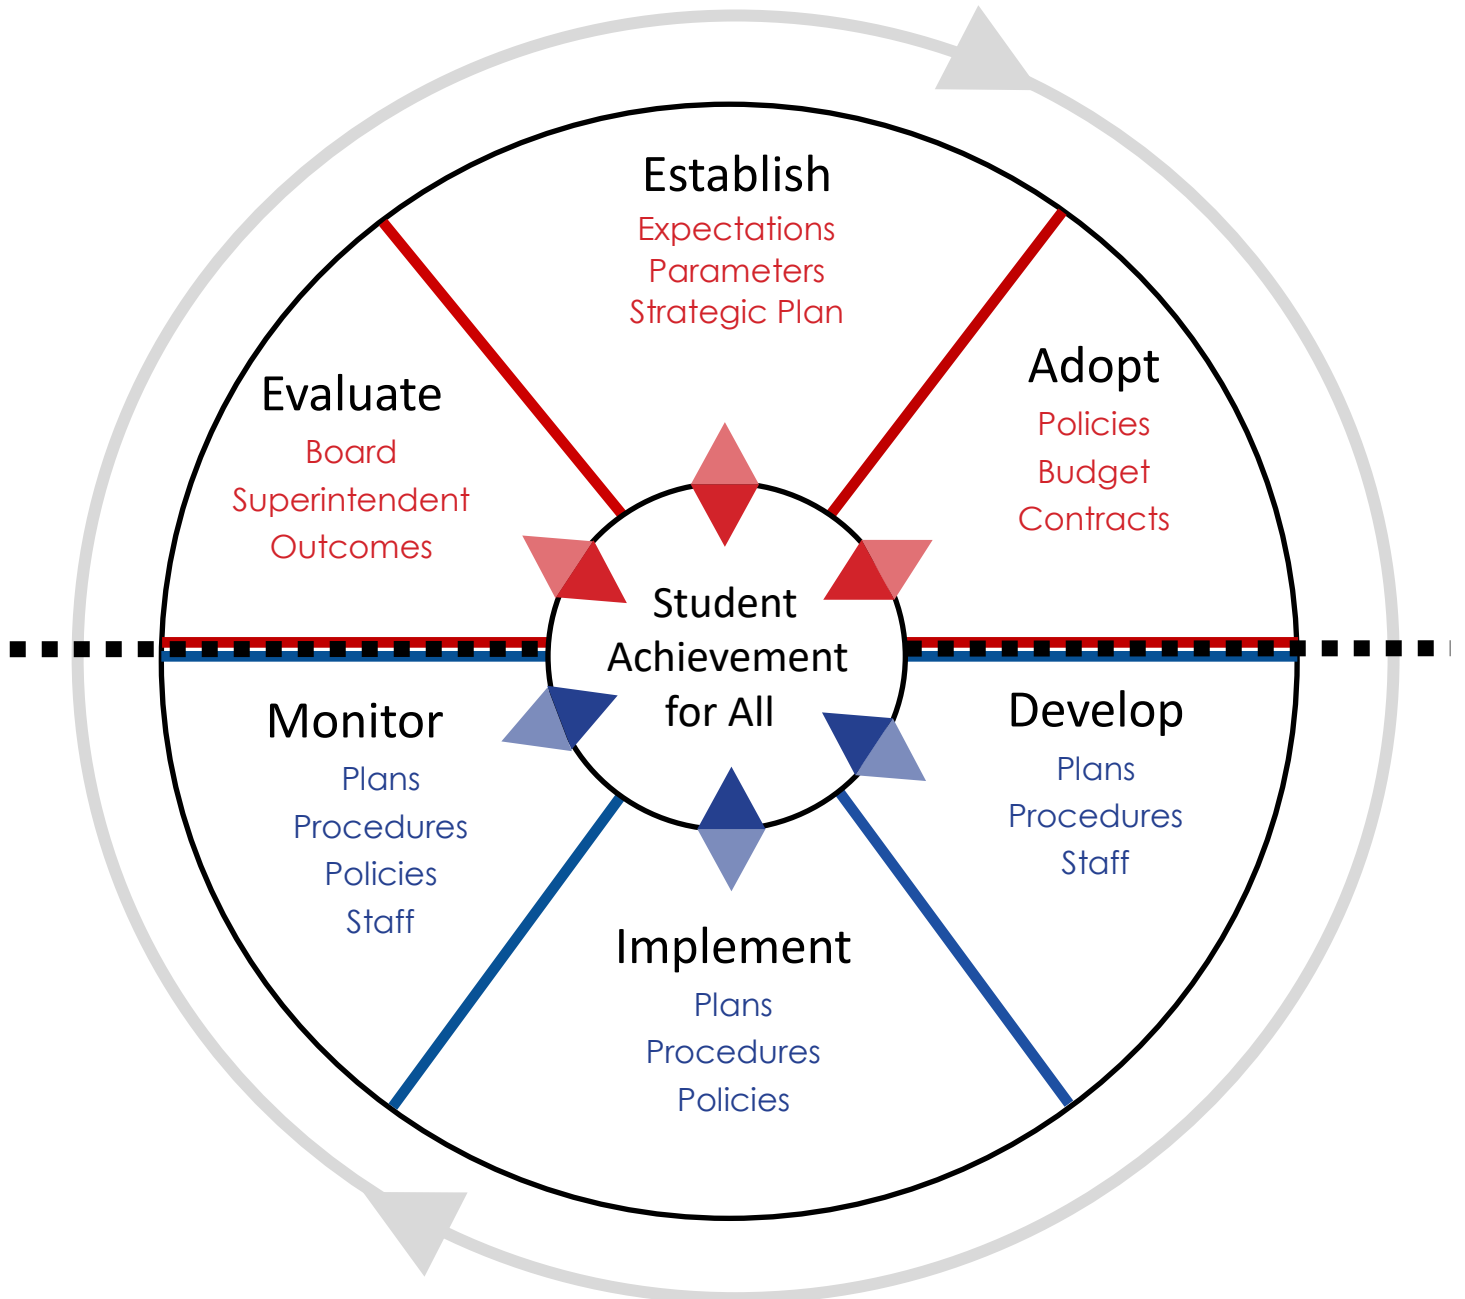 Establish
Expectations
Parameters
Strategic Plan
Adopt
Policies
Budget
Contracts
Evaluate
Board
Superintendent
Outcomes
Student
Achievement
for All
Develop
Plans
Procedures
Staff
Monitor
Plans
Procedures
Policies
Staff
Implement
Plans
Procedures
Policies